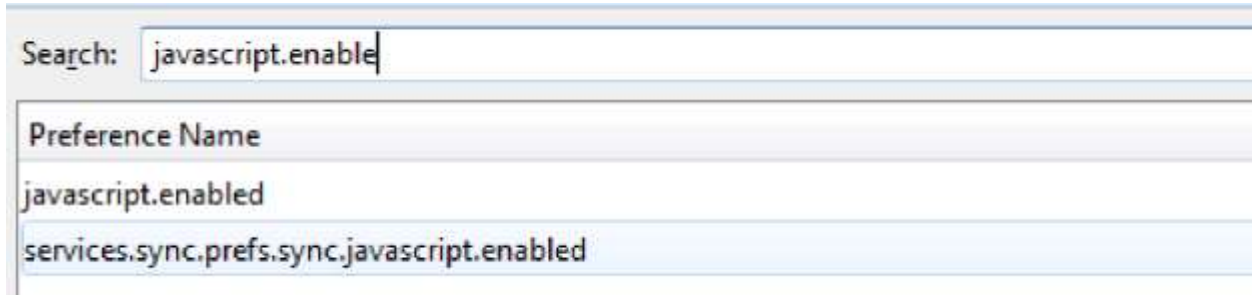 Search: javascript.enable
Preference Name
javascript.enabled
services.sync.prefs.sync.javascript.enabled